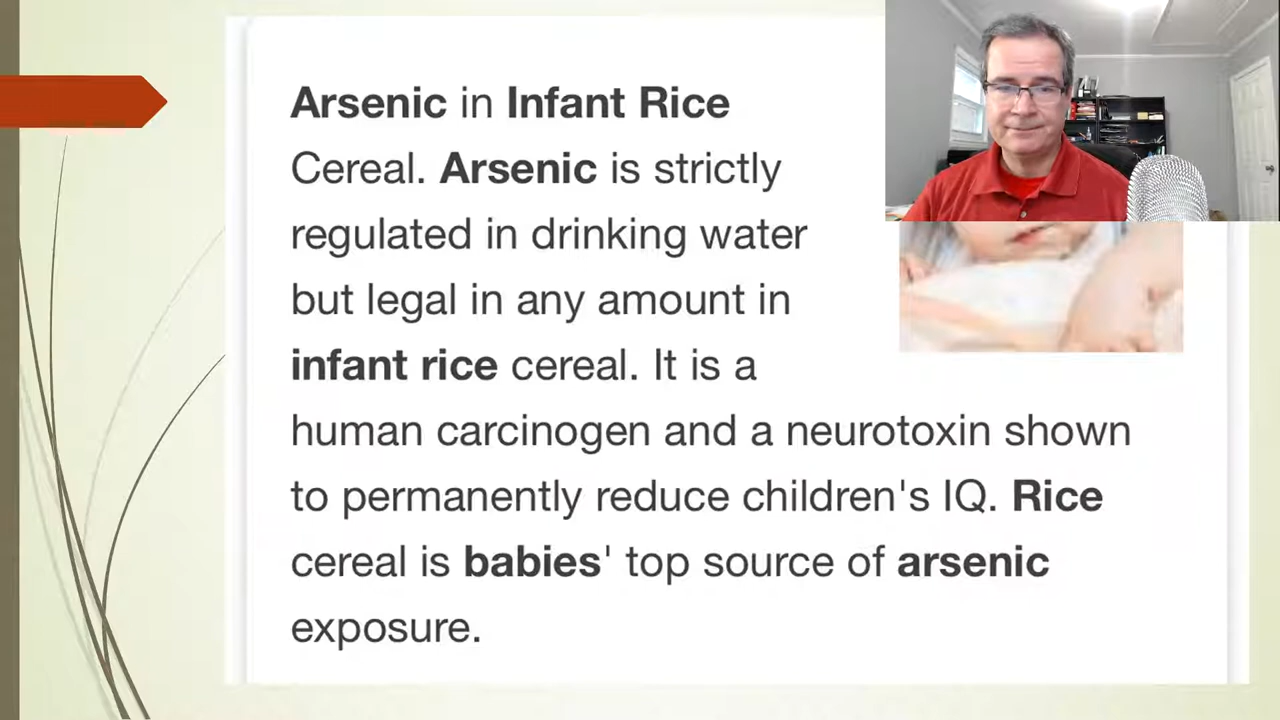 Arsenic in Infant Rice
Cereal. Arsenic is strictly
regulated in drinking water
but legal in any amount in
infant rice cereal. It is a
human carcinogen and a neurotoxin shown
to permanently reduce children's IQ. Rice
cereal is babies' top source of arsenic
exposure.